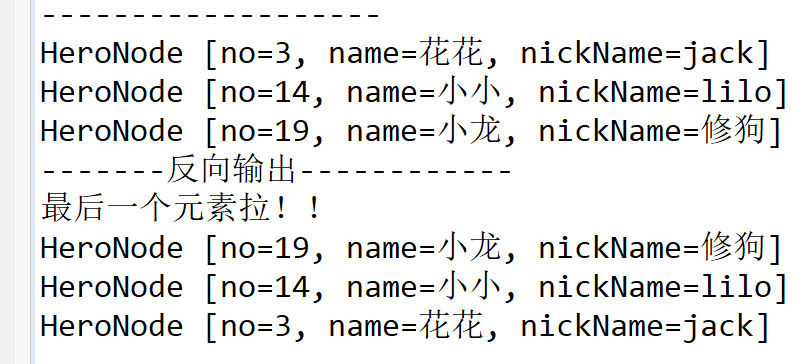 --------------------
HeroNode [no=3, name=花花, nickName=jack]
HeroNode [no=14, name=小小, nickName=lilo]
HeroNode [no=19, name=小龙, nickName=修狗]
-------反向输出------------
最后一个元素拉！！
HeroNode [no=19, name=小龙, nickName=修狗]
HeroNode [no=14, name=小小, nickName=lilo]
HeroNode [no=3, name=花花, nickName=jack]